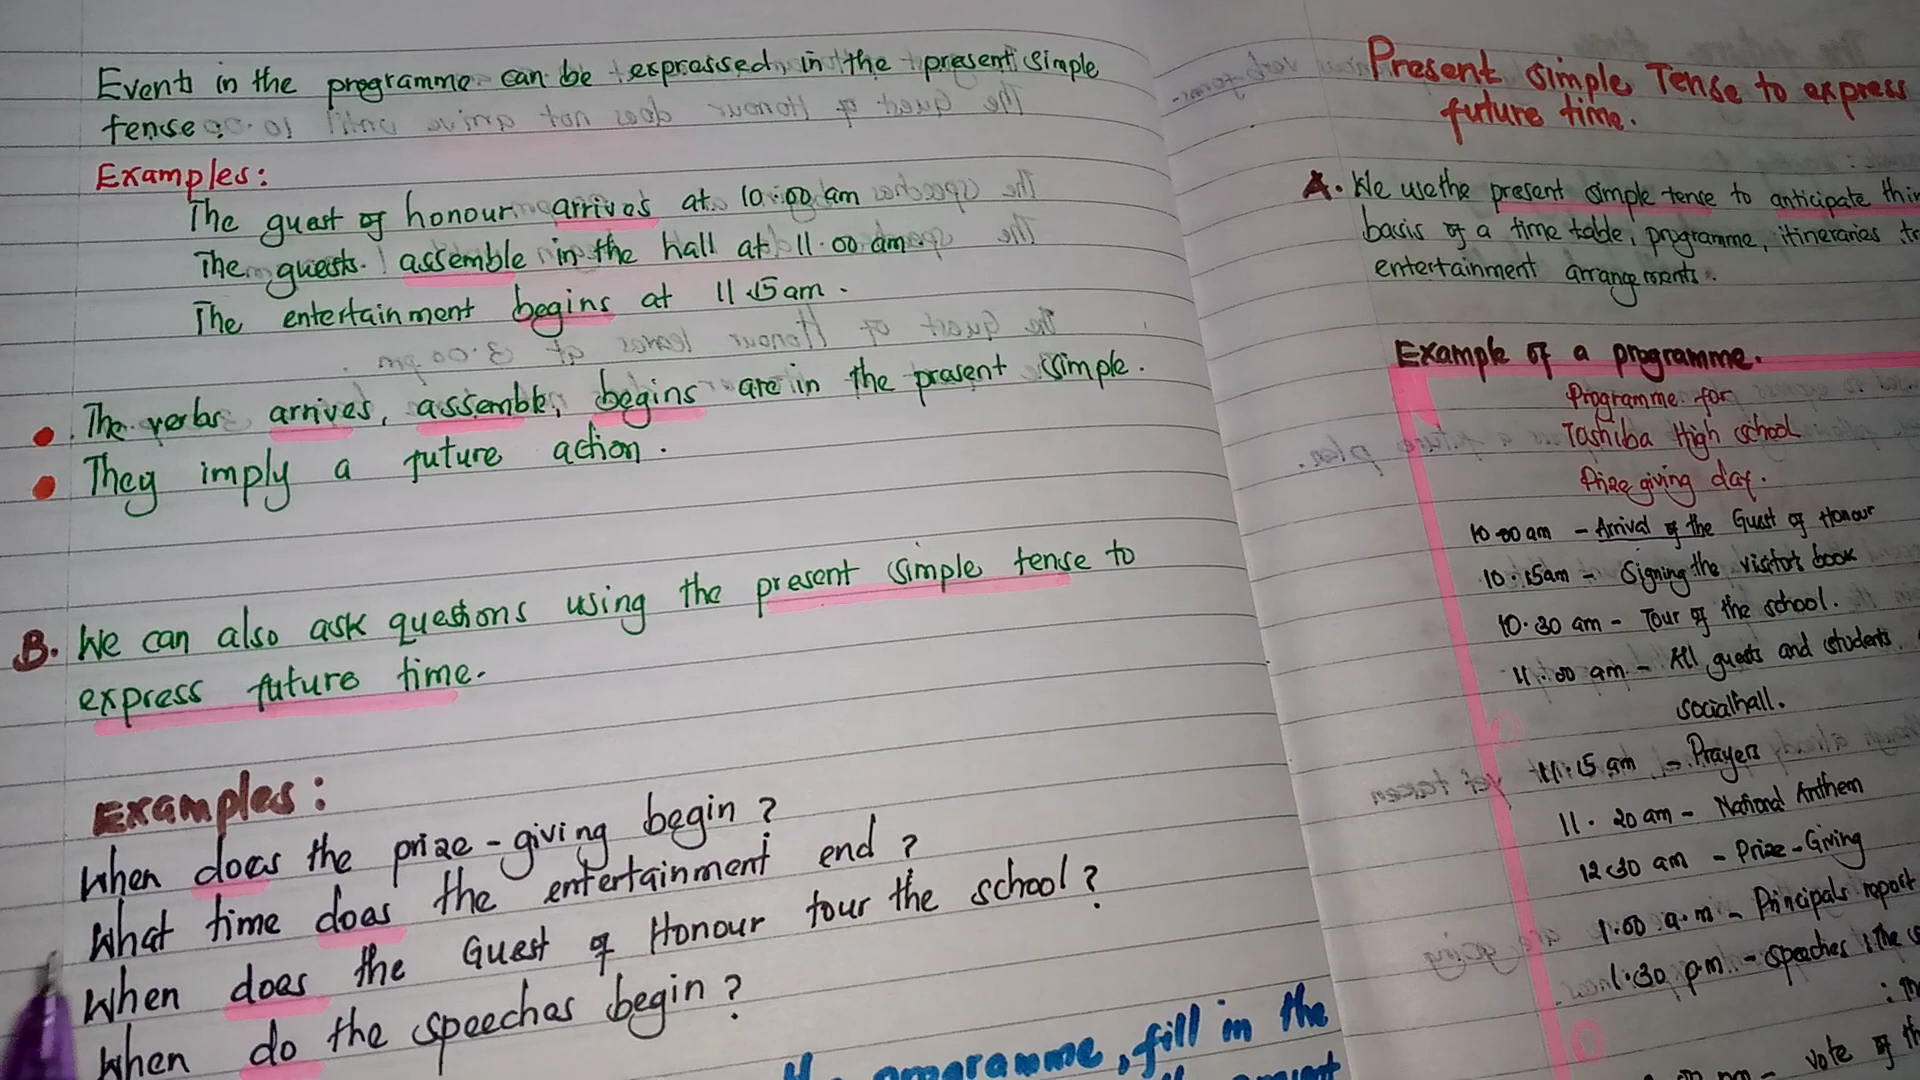 Events in the programme can be expressed in the present simple
tense:
Examples:
The guest of honour arrives at 10:00 am
The guests assemble in the hall at 11.00 am.
The entertainment begins at 11.15 am.
The verbs arrives, assemble, begins are in the present simple.
They imply a future action.
B. We can also ask questions using the present simple tense to
express future time.
Examples:
When does the prize-giving begin?
What time does the entertainment end?
When does the Guest of Honour tour the school?
When do the speeches begin?
programme, fill in the
Present Simple Tense to express
future time.
A. We use the present simple tense to anticipate
basis of a time table, programme, itineraries
entertainment arrangements.
Example of a programme.
Programme for
Tashiba High school
Prize giving day.
10 00 am - Arrival of the Guest of Honour
10.15am - Signing the visitor's book
10.30 am - Tour of the school.
11.00 am - All guests and students
socialhall.
11:15 am - Prayers
11.20 am - National Anthem
12:30 am - Prize-Giving
1.00 a.m - Principals report
1.30 p.m. - Speeches : the
vote of